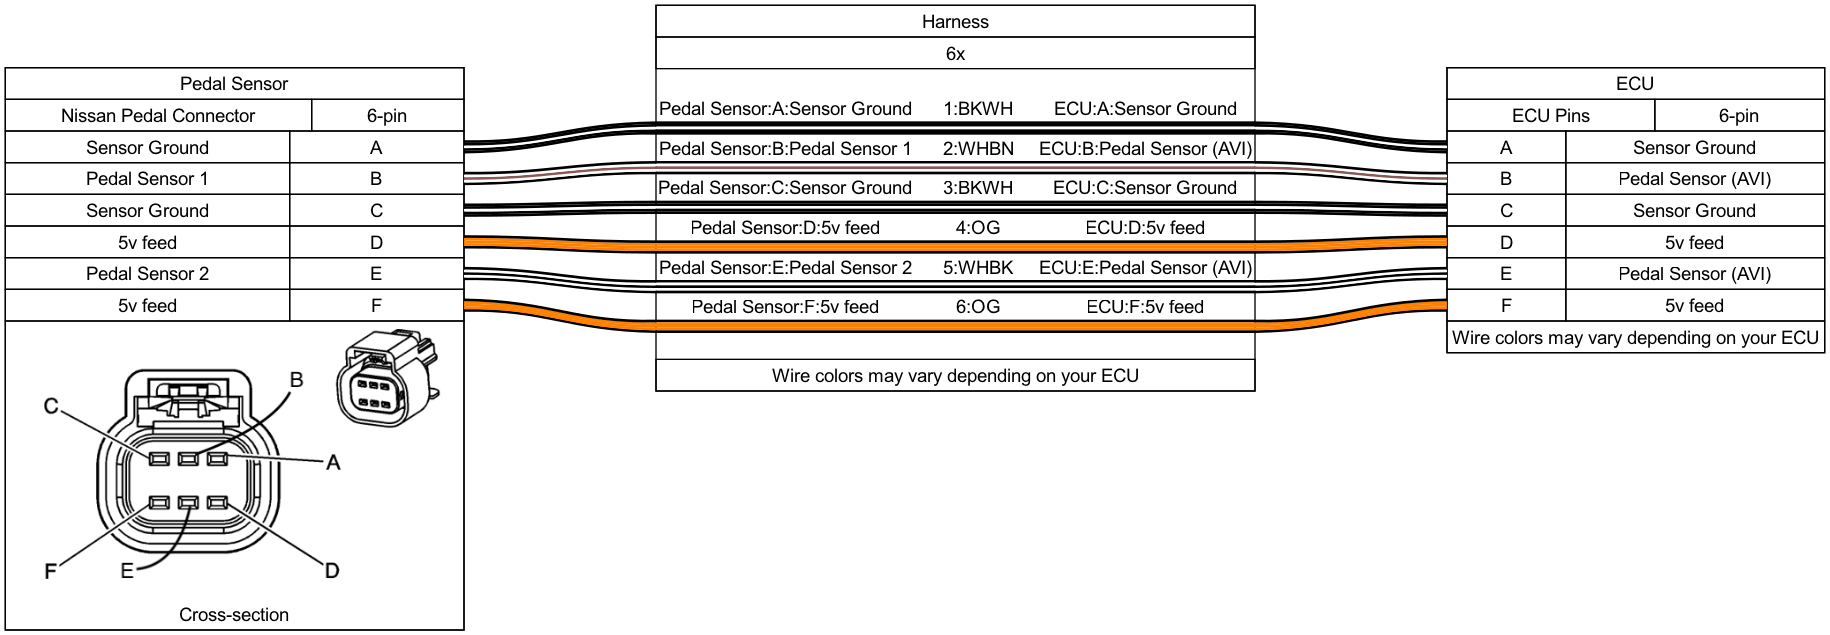 Pedal Sensor
Nissan Pedal Connector 6-pin
Sensor Ground A
Pedal Sensor 1 B
Sensor Ground C
5v feed D
Pedal Sensor 2 E
5v feed F
C
B
A
F
E
D
Cross-section
Harness
6x
Pedal Sensor:A:Sensor Ground 1:BKWH ECU:A:Sensor Ground
Pedal Sensor:B:Pedal Sensor 1 2:WHBN ECU:B:Pedal Sensor (AVI)
Pedal Sensor:C:Sensor Ground 3:BKWH ECU:C:Sensor Ground
Pedal Sensor:D:5v feed 4:OG ECU:D:5v feed
Pedal Sensor:E:Pedal Sensor 2 5:WHBK ECU:E:Pedal Sensor (AVI)
Pedal Sensor:F:5v feed 6:OG ECU:F:5v feed
Wire colors may vary depending on your ECU
ECU
ECU Pins 6-pin
A Sensor Ground
B Pedal Sensor (AVI)
C Sensor Ground
D 5v feed
E Pedal Sensor (AVI)
F 5v feed
Wire colors may vary depending on your ECU